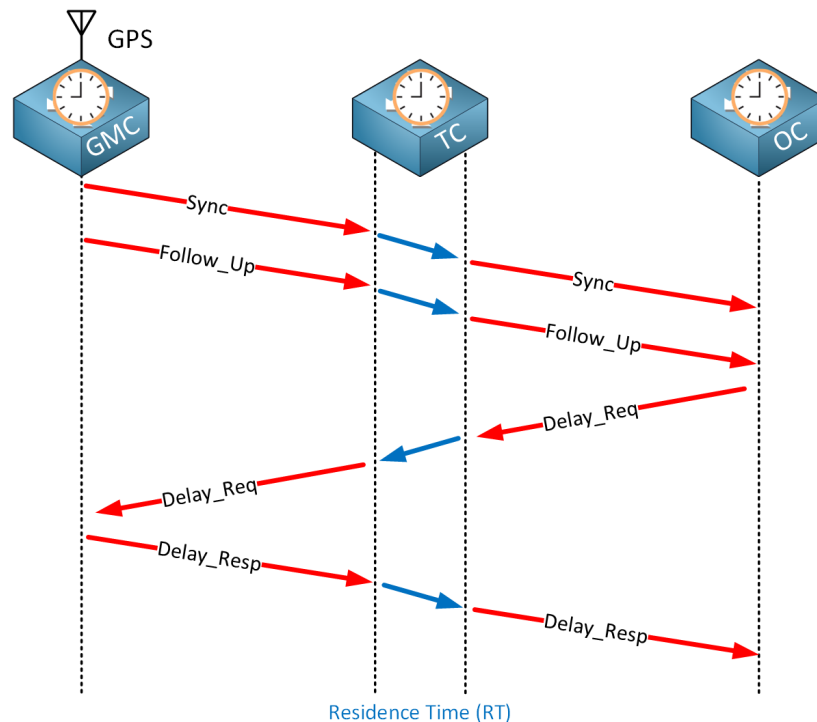 GPS
GMC
TC
OC
Sync
Follow_Up
Sync
Follow_Up
Delay_Req
Delay_Req
Delay_Resp
Delay_Resp
Residence Time (RT)